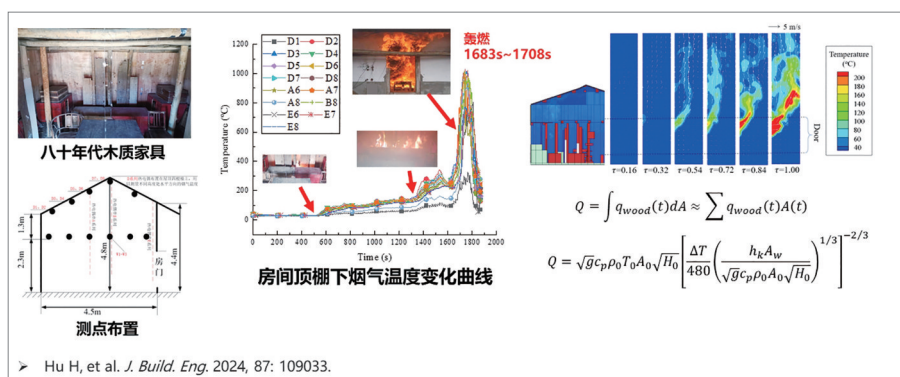 八十年代木质家具
1.3m
2.3m
4.8m
4.4m
房门
4.5m
测点布置
1200
1000
800
600
400
200
0
Temperature (℃)
D1 D2
D3 D4
D5 D6
D7 D8
A6 A7
A8 B8
E6 E7
E8
轰燃
1683s~1708s
0 200 400 600 800 1000 1200 1400 1600 1800 2000
Time (s)
房间顶棚下烟气温度变化曲线
5 m/s
Temperature
(℃)
200
180
160
140
120
100
80
60
40
Door
τ=0.16 τ=0.32 τ=0.54 τ=0.72 τ=0.84 τ=1.00
Q = ∫ q_wood(t)dA ≈ ∑ q_wood(t)A(t)
Q = √g c_p ρ_0 T_0 A_0 √H_0 [ΔT/480 (h_k A_w / √g c_p ρ_0 A_0 √H_0)^1/3]^−2/3
➢ Hu H, et al. J. Build. Eng. 2024, 87: 109033.